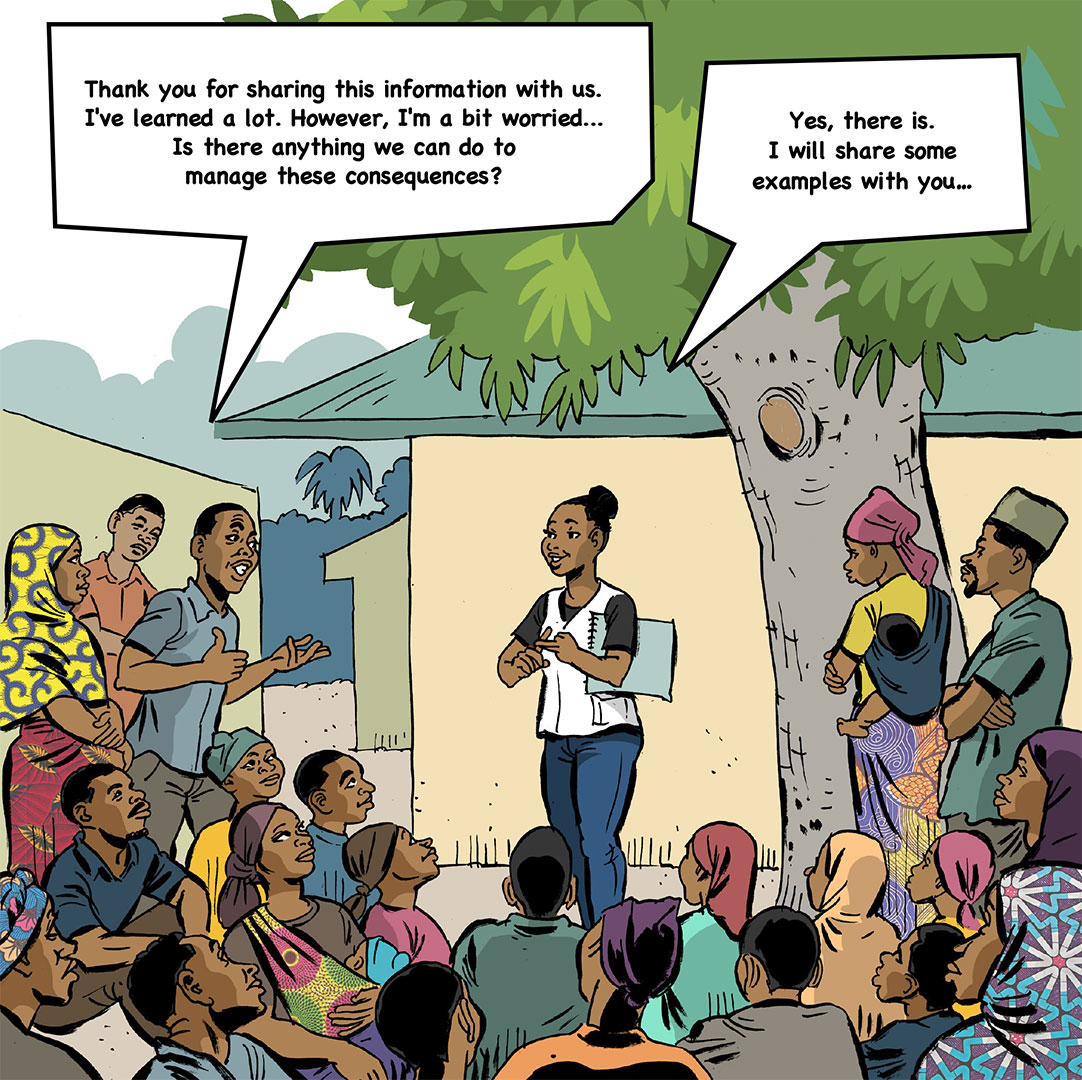 Thank you for sharing this information with us.
I've learned a lot. However, I'm a bit worried...
Is there anything we can do to
manage these consequences?
Yes, there is.
I will share some
examples with you...